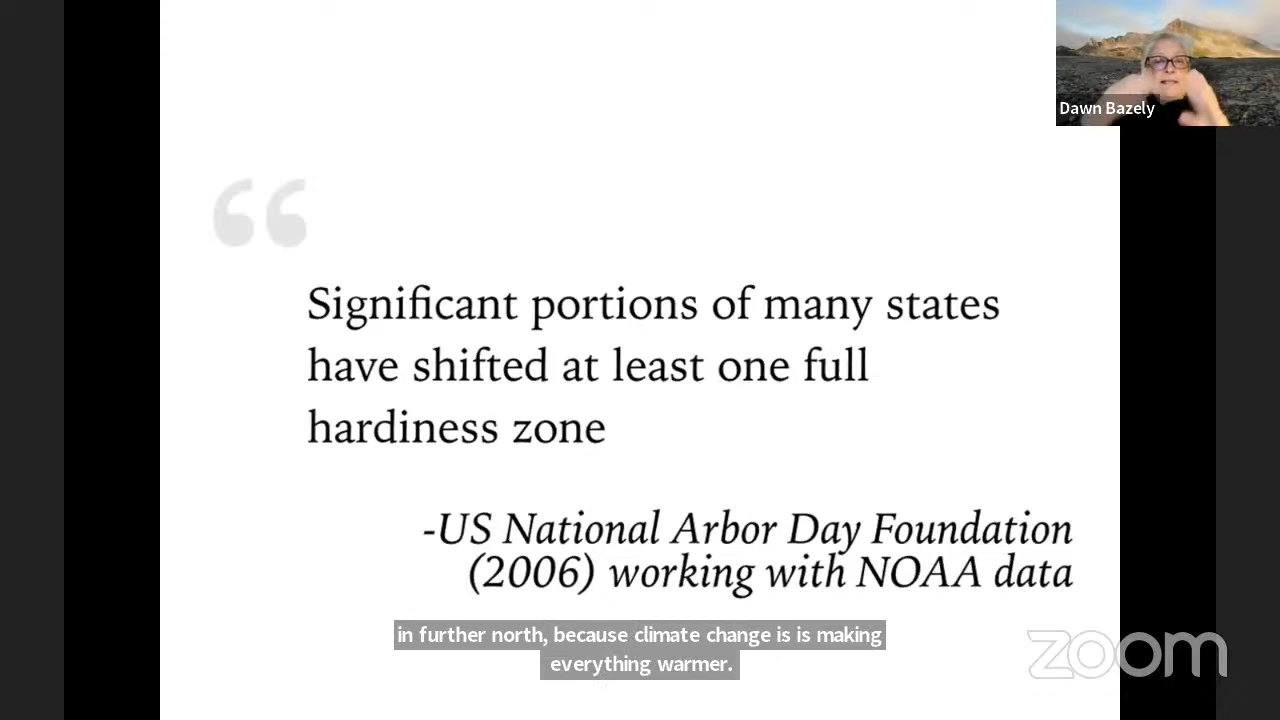 Dawn Bazely
“
Significant portions of many states
have shifted at least one full
hardiness zone
-US National Arbor Day Foundation
(2006) working with NOAA data
in further north, because climate change is is making
everything warmer.
zoom